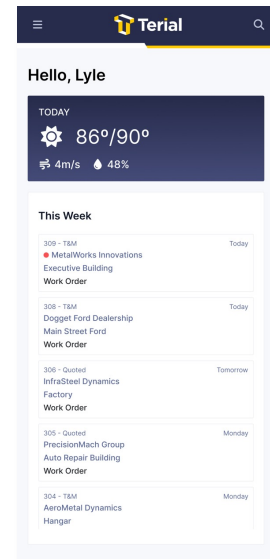 Terial
Hello, Lyle
TODAY
86º/90º
4m/s 48%
This Week
309 - T&M Today
MetalWorks Innovations
Executive Building
Work Order
308 - T&M Today
Dogget Ford Dealership
Main Street Ford
Work Order
306 - Quoted Tomorrow
InfraSteel Dynamics
Factory
Work Order
305 - Quoted Monday
PrecisionMach Group
Auto Repair Building
Work Order
304 - T&M Monday
AeroMetal Dynamics
Hangar